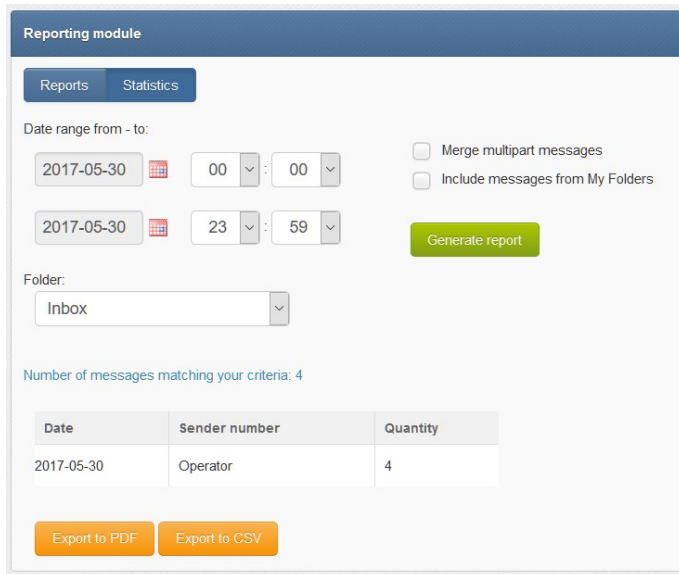 Reporting module
Reports Statistics
Date range from - to:
2017-05-30 00 : 00
Merge multipart messages
Include messages from My Folders
2017-05-30 23 : 59
Generate report
Folder:
Inbox
Number of messages matching your criteria: 4
Date Sender number Quantity
2017-05-30 Operator 4
Export to PDF Export to CSV